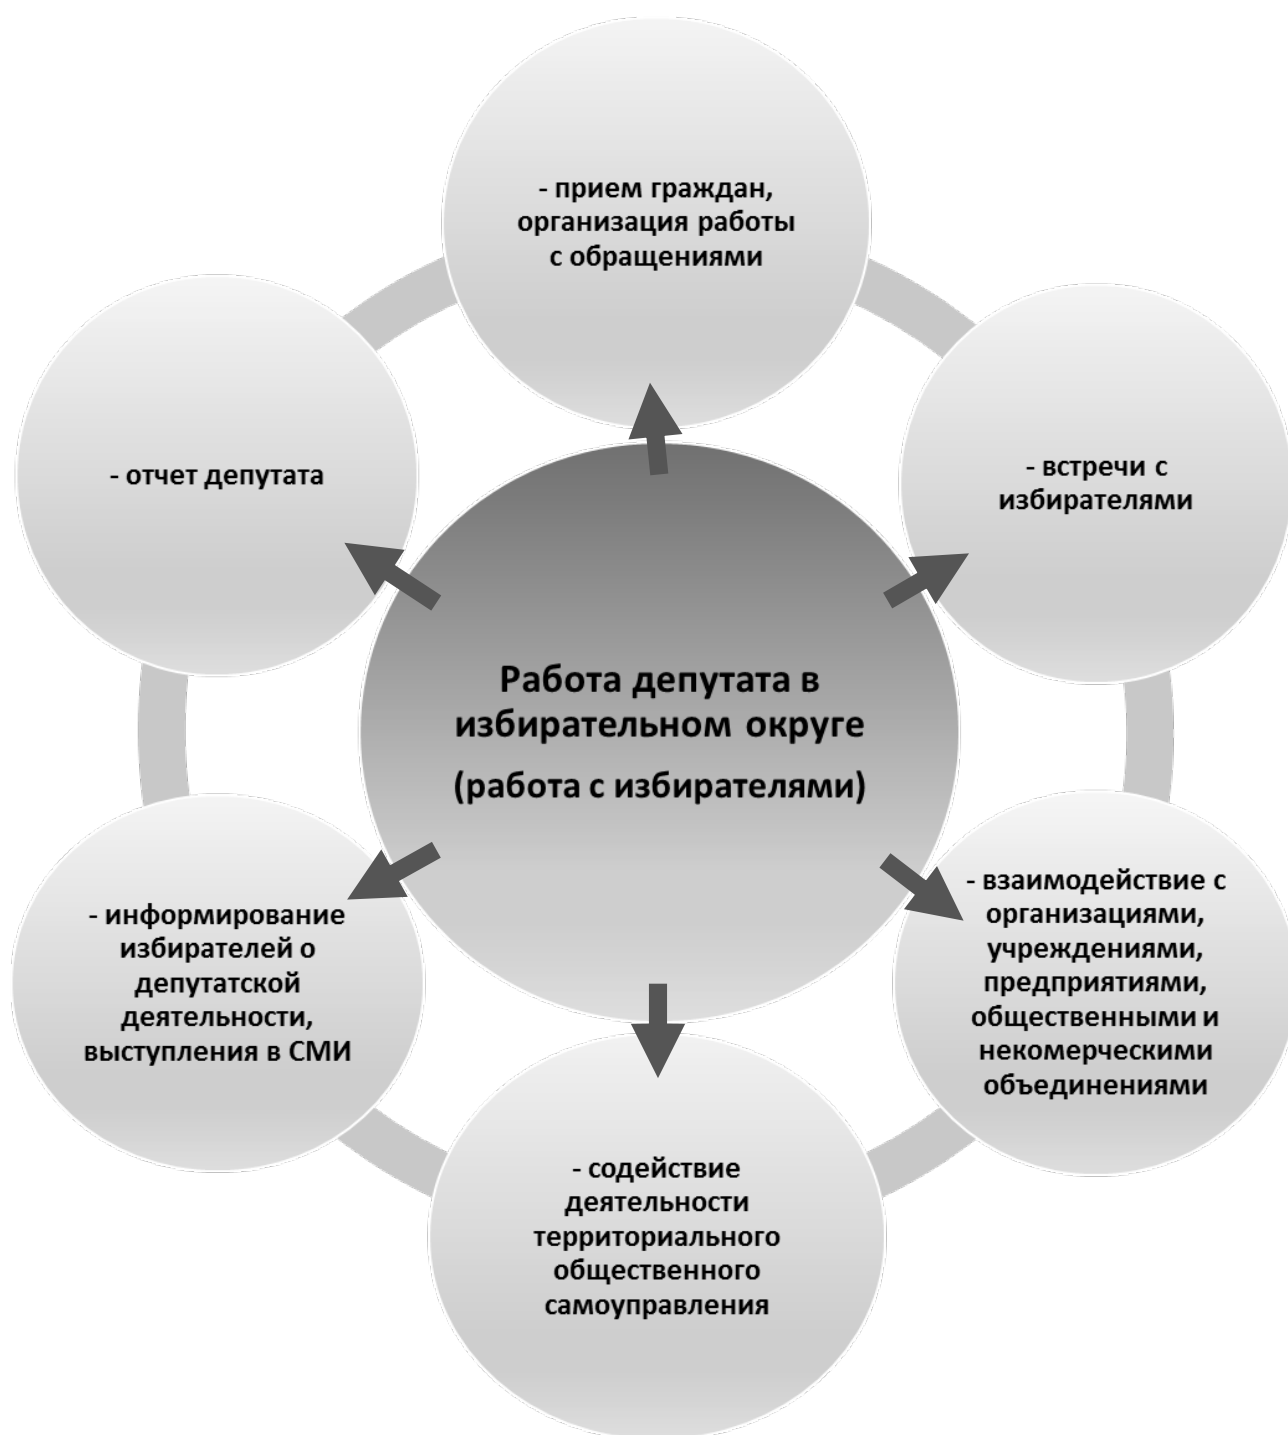 - прием граждан,
организация работы
с обращениями
- встречи с
избирателями
- отчет депутата
Работа депутата в
избирательном округе
(работа с избирателями)
- взаимодействие с
организациями,
учреждениями,
предприятиями,
общественными и
некомерческими
объединениями
- информирование
избирателей о
депутатской
деятельности,
выступления в СМИ
- содействие
деятельности
территориального
общественного
самоуправления